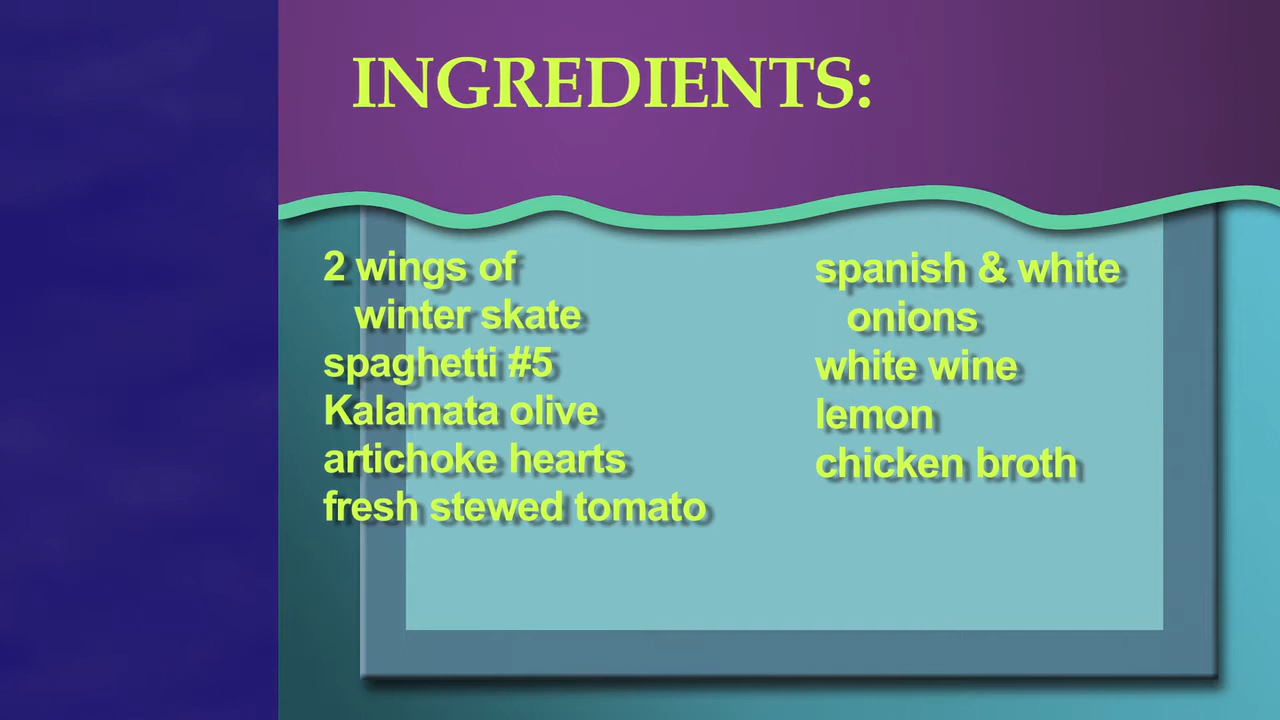 INGREDIENTS:
2 wings of
winter skate
spaghetti #5
Kalamata olive
artichoke hearts
fresh stewed tomato
spanish & white
onions
white wine
lemon
chicken broth